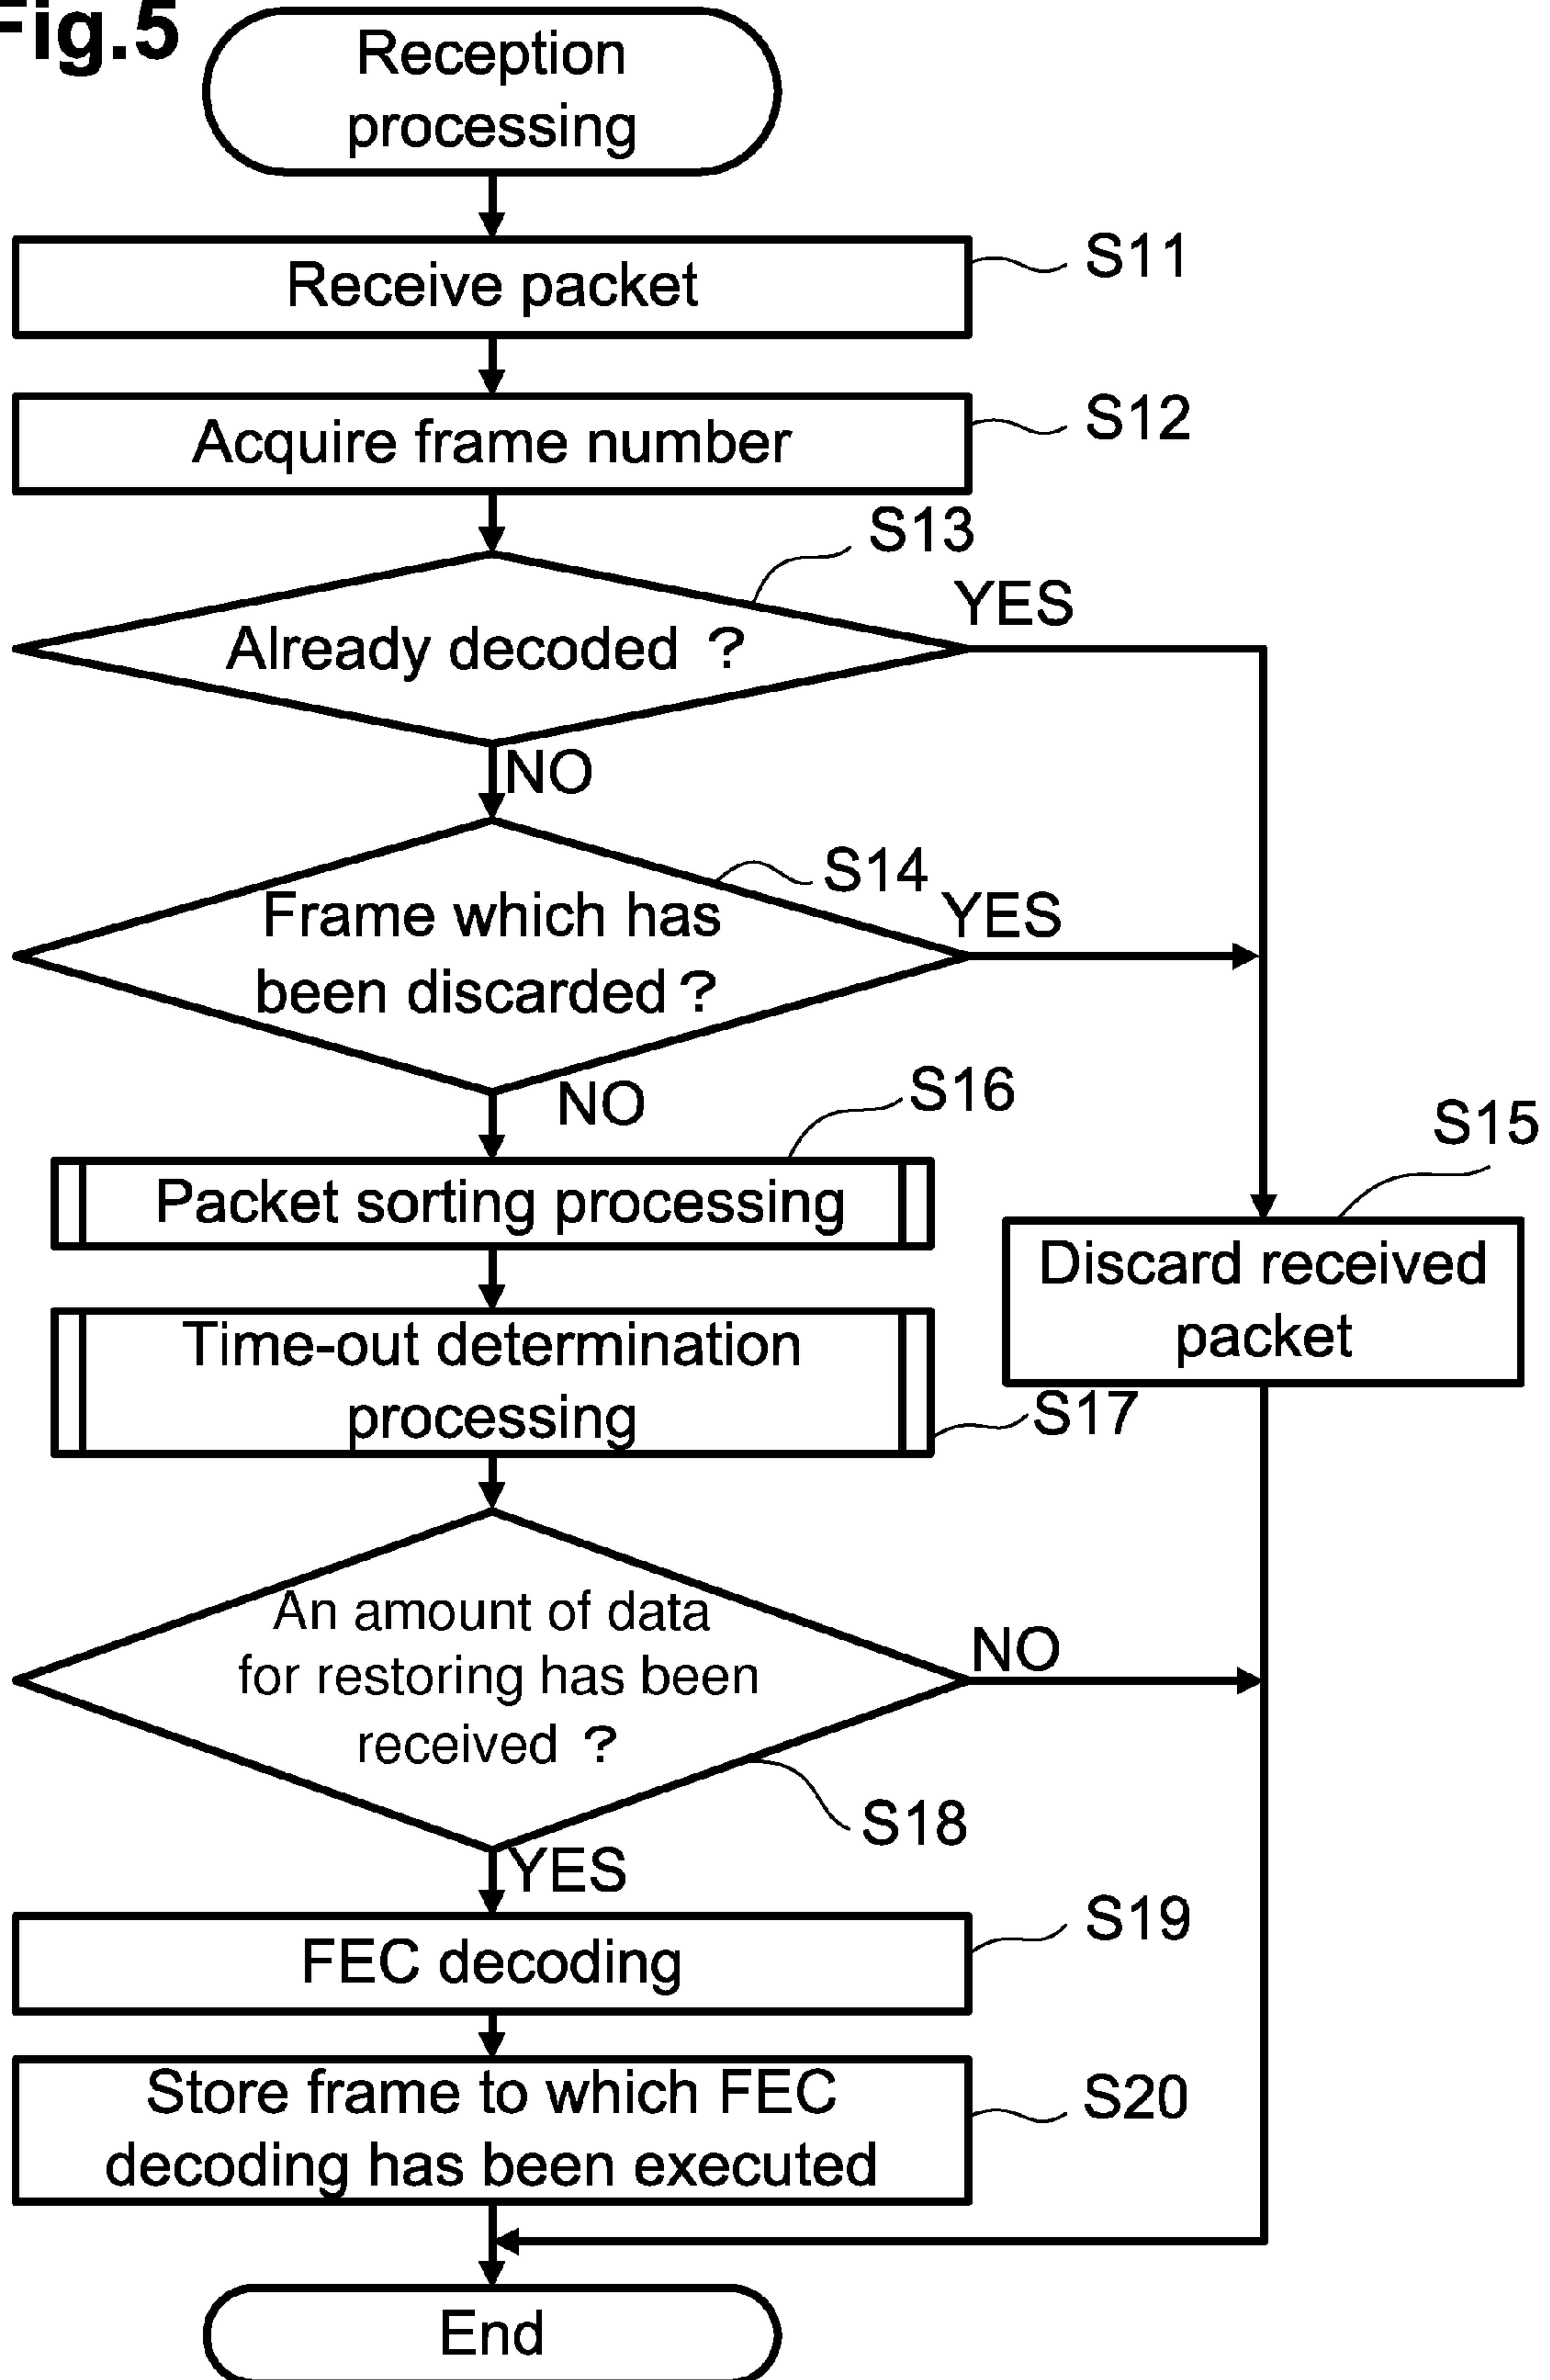 Fig.5
Reception
processing
Receive packet
S11
Acquire frame number
S12
S13
Already decoded ?
YES
NO
S14
Frame which has
been discarded ?
YES
NO
S16
Packet sorting processing
S15
Discard received
packet
Time-out determination
processing
S17
An amount of data
for restoring has been
received ?
NO
S18
YES
FEC decoding
S19
Store frame to which FEC
decoding has been executed
S20
End